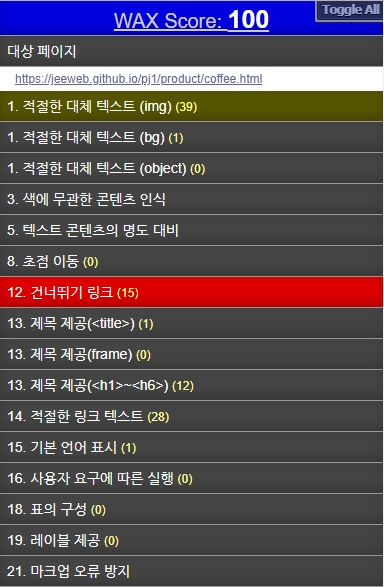 WAX Score: 100
Toggle All
대상 페이지
https://jeeweb.github.io/pj1/product/coffee.html
1. 적절한 대체 텍스트 (img) (39)
1. 적절한 대체 텍스트 (bg) (1)
1. 적절한 대체 텍스트 (object) (0)
3. 색에 무관한 콘텐츠 인식
5. 텍스트 콘텐츠의 명도 대비
8. 초점 이동 (0)
12. 건너뛰기 링크 (15)
13. 제목 제공(<title>) (1)
13. 제목 제공(frame) (0)
13. 제목 제공(<h1>~<h6>) (12)
14. 적절한 링크 텍스트 (28)
15. 기본 언어 표시 (1)
16. 사용자 요구에 따른 실행 (0)
18. 표의 구성 (0)
19. 레이블 제공 (0)
21. 마크업 오류 방지